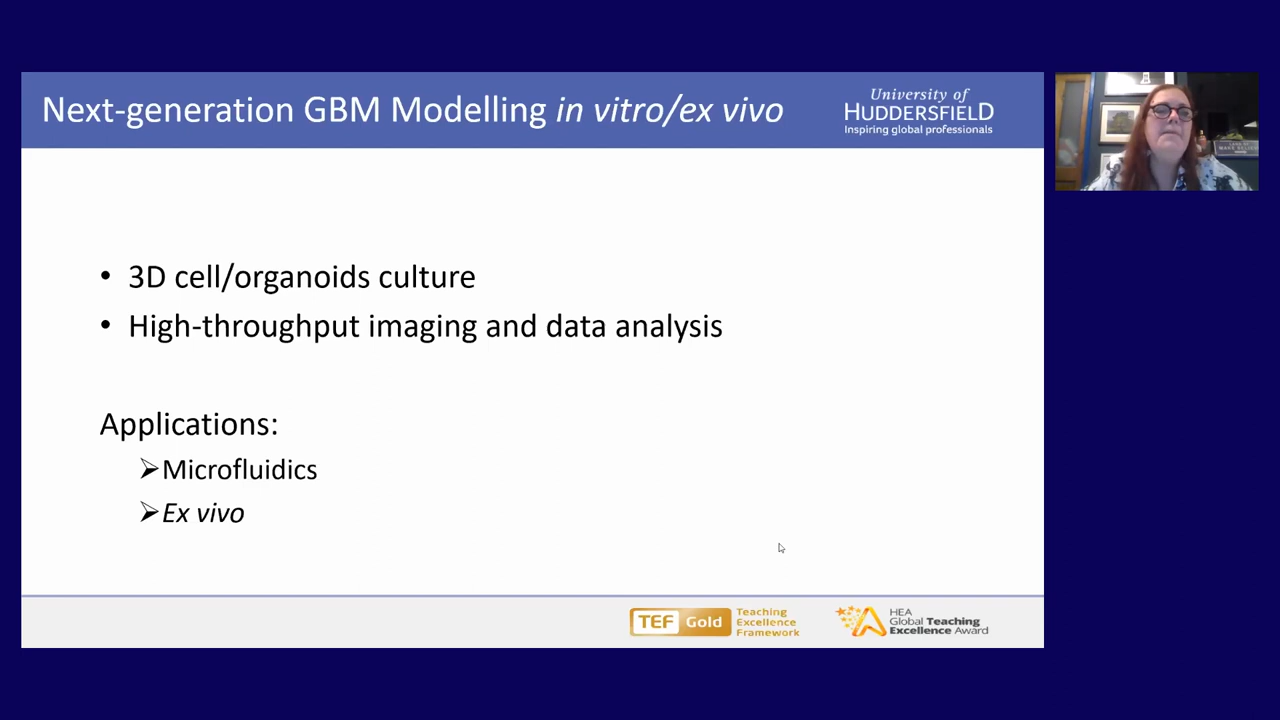 Next-generation GBM Modelling in vitro/ex vivo
University of
HUDDERSFIELD
Inspiring global professionals
• 3D cell/organoids culture
• High-throughput imaging and data analysis
Applications:
➢Microfluidics
➢Ex vivo
TEF Gold
Teaching
Excellence
Framework
HEA
Global Teaching
Excellence Award